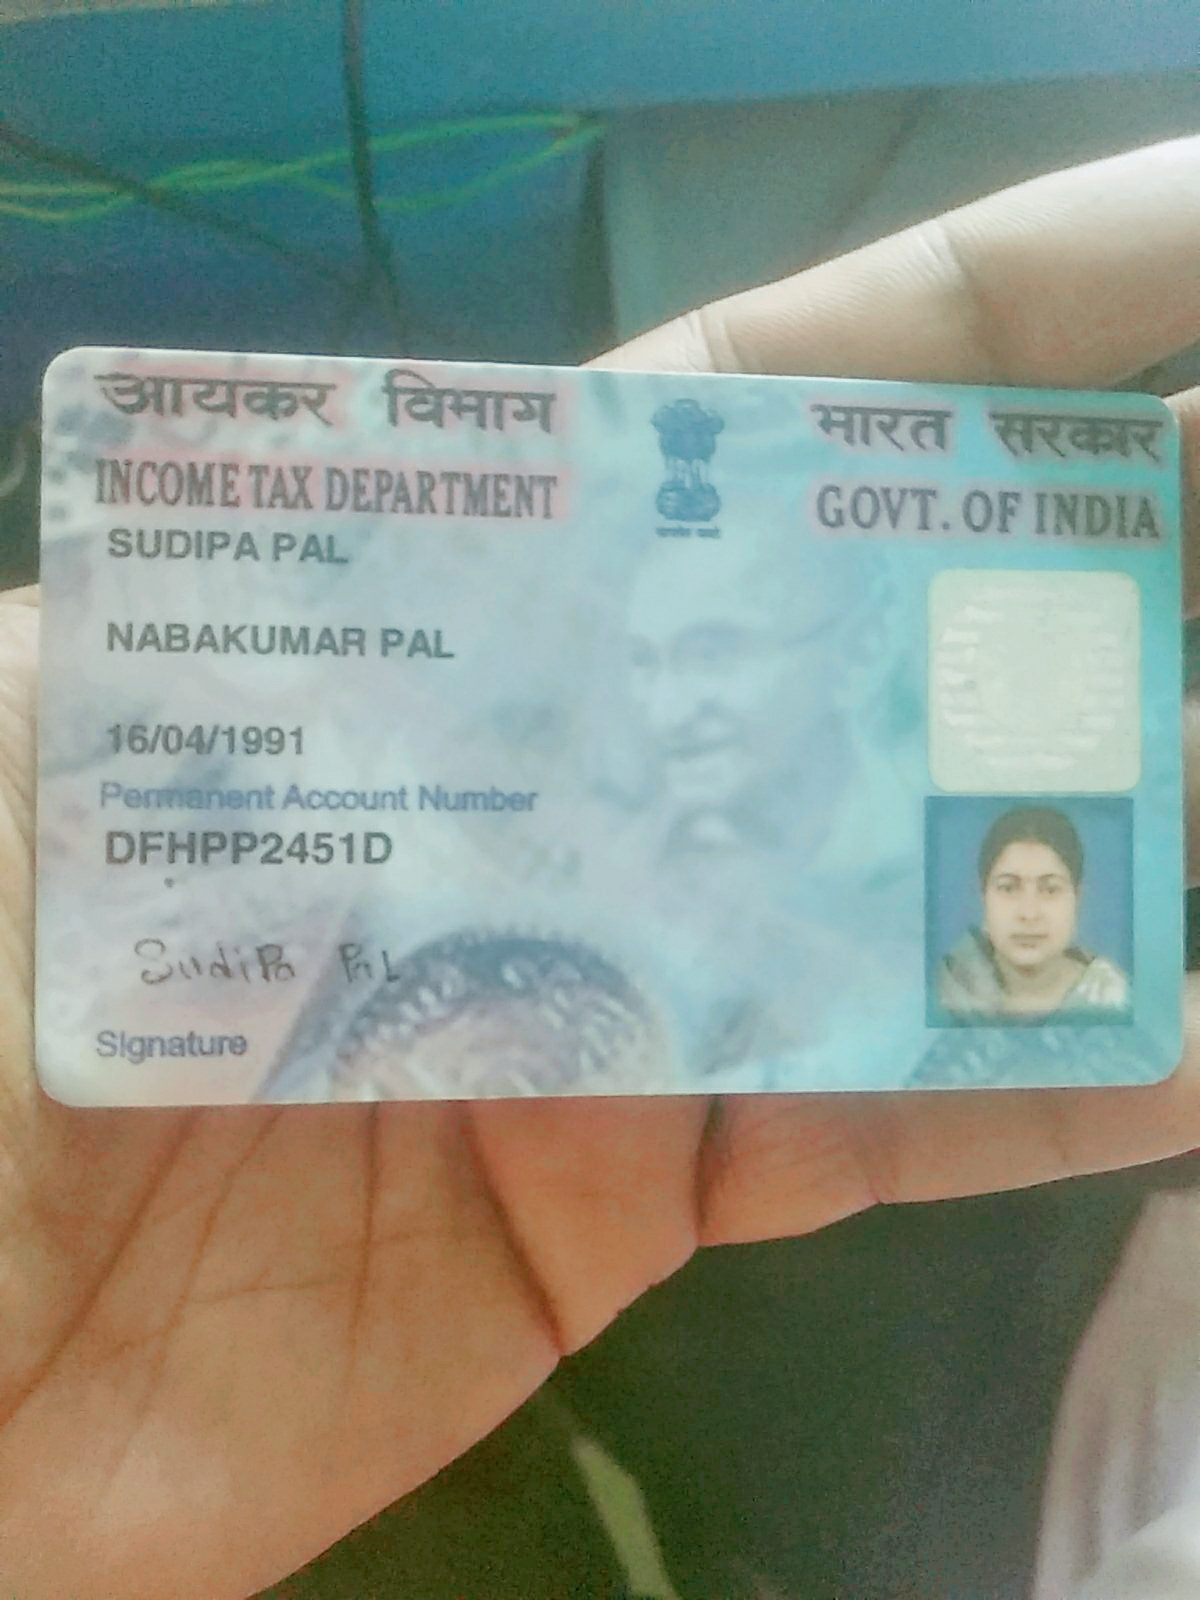 आयकर विभाग
भारत सरकार
INCOME TAX DEPARTMENT
GOVT. OF INDIA
SUDIPA PAL
NABAKUMAR PAL
16/04/1991
Permanent Account Number
DFHPP2451D
SudiPa PAL
Signature